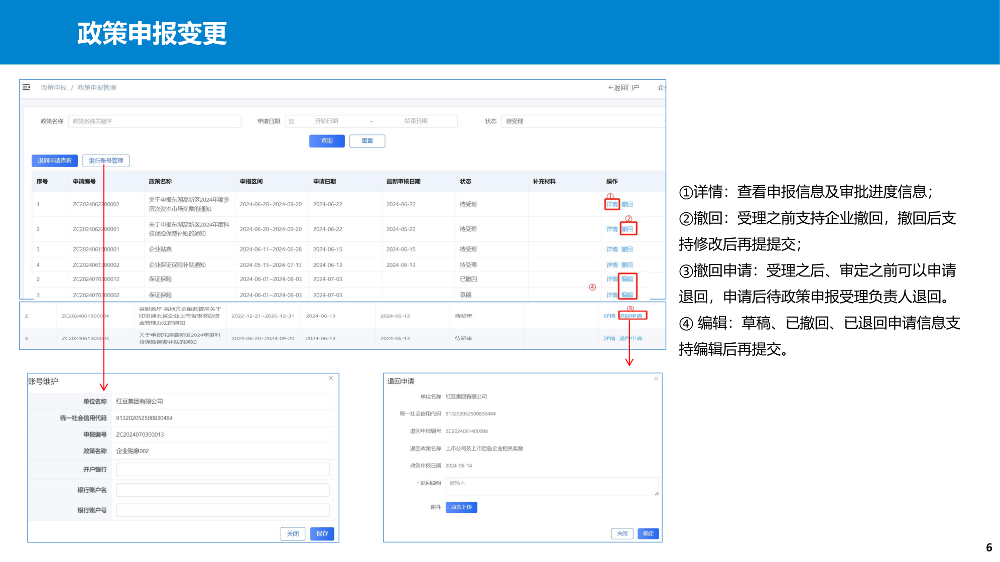 政策申报变更
政策申报 / 政策申报管理
←返回门户
政策名称 政策名称关键字 申请日期 开始日期 - 结束日期 状态 待受理
查询 重置
退回申请查看 银行账号管理
序号 申请编号 政策名称 申报区间 申请日期 最新审核日期 状态 补充材料 操作
①
1 ZC2024062200002 关于申报东湖高新区2024年度多层次资本市场奖励的通知 2024-06-20~2024-09-20 2024-06-22 2024-06-22 待受理 详情 撤回
②
2 ZC2024062200001 关于申报东湖高新区2024年度科技保险保费补贴的通知 2024-06-20~2024-09-20 2024-06-22 2024-06-22 待受理 详情 撤回
3 ZC2024061500001 企业贴息 2024-06-11~2024-06-28 2024-06-15 2024-06-15 待受理 详情 撤回
4 ZC2024061300002 企业保证保险补贴通知 2024-05-15~2024-07-13 2024-06-13 2024-06-13 待受理 详情 撤回
2 ZC2024070300012 保证保险 2024-06-01~2024-08-03 2024-07-03 已撤回 详情 编辑
④
3 ZC2024070300002 保证保险 2024-06-01~2024-08-03 2024-07-03 草稿 详情 编辑
③
2 ZC2024061300004 省财政厅 省地方金融监管局关于印发湖北省企业上市省级奖励资金管理办法的通知 2022-12-21~2026-12-31 2024-06-13 2024-06-13 待初审 详情 退回申请
3 ZC2024061300003 关于申报东湖高新区2024年度科技保险保费补贴的通知 2024-06-20~2024-09-20 2024-06-13 2024-06-13 待初审 详情 退回申请
账号维护
单位名称 红豆集团有限公司
统一社会信用代码 913202052500830484
申报编号 ZC2024070300013
政策名称 企业贴息002
开户银行
银行账户名
银行账户号
关闭 保存
退回申请
单位名称 红豆集团有限公司
统一社会信用代码 913202052500830484
退回申报编号 ZC2024061400008
退回政策名称 上市公司及上市后备企业相关奖励
政策申报日期 2024-06-14
* 退回说明 请输入
附件 点击上传
关闭 确定
①详情：查看申报信息及审批进度信息；
②撤回：受理之前支持企业撤回，撤回后支
持修改后再提提交；
③撤回申请：受理之后、审定之前可以申请
退回，申请后待政策申报受理负责人退回。
④ 编辑：草稿、已撤回、已退回申请信息支
持编辑后再提交。
6